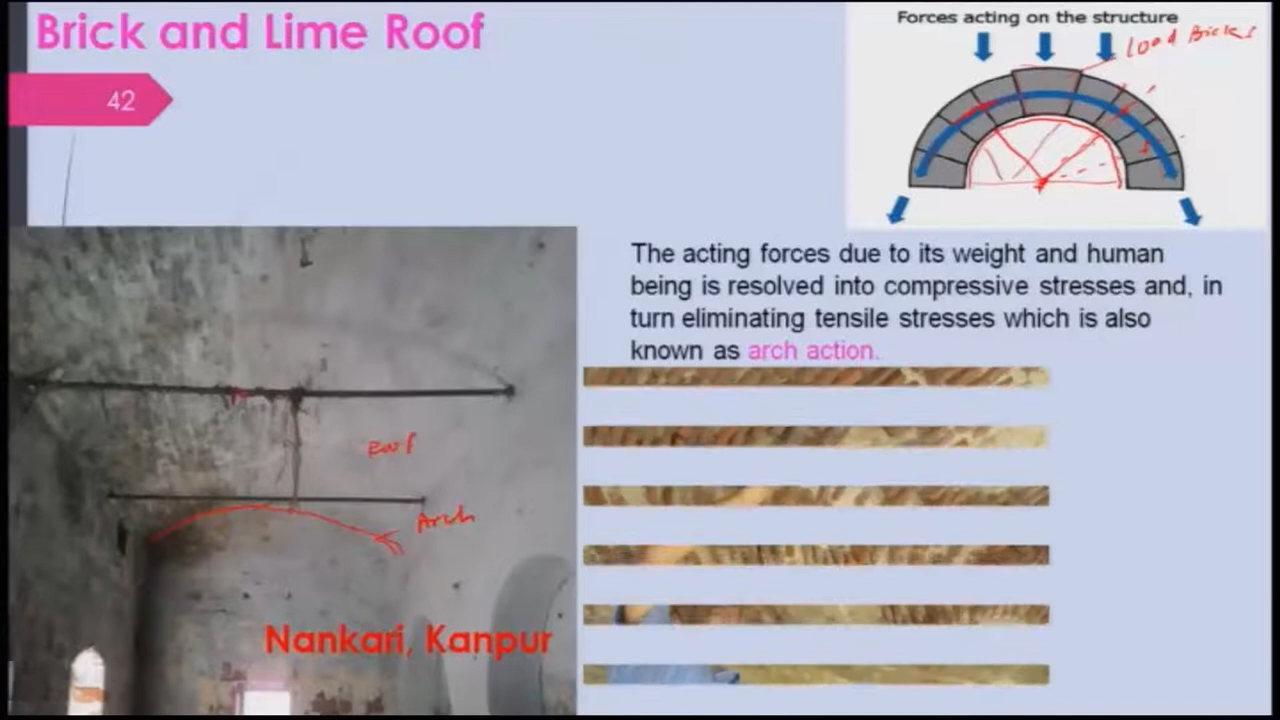 Brick and Lime Roof
42
Forces acting on the structure
Load Bricks
The acting forces due to its weight and human
being is resolved into compressive stresses and, in
turn eliminating tensile stresses which is also
known as arch action.
Arch
Nankari, Kanpur